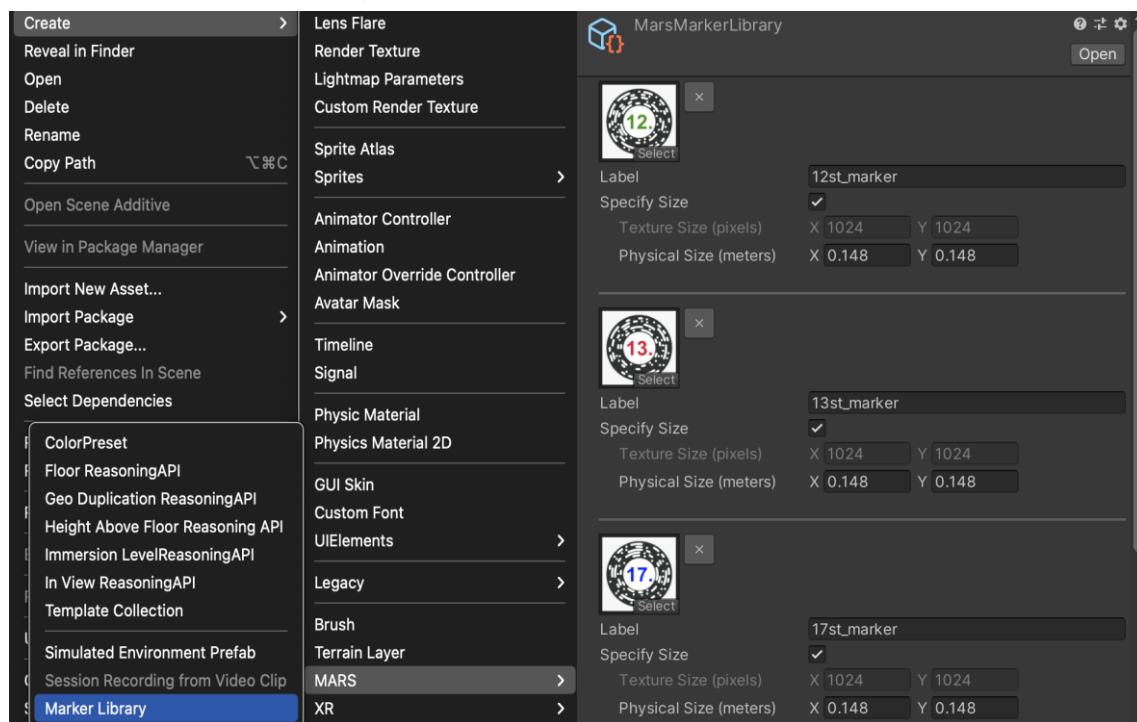 Create
Reveal in Finder
Open
Delete
Rename
Copy Path ⌥⌘C
Open Scene Additive
View in Package Manager
Import New Asset...
Import Package
Export Package...
Find References In Scene
Select Dependencies
ColorPreset
Floor ReasoningAPI
Geo Duplication ReasoningAPI
Height Above Floor Reasoning API
Immersion LevelReasoningAPI
In View ReasoningAPI
Template Collection
Simulated Environment Prefab
Session Recording from Video Clip
Marker Library
Lens Flare
Render Texture
Lightmap Parameters
Custom Render Texture
Sprite Atlas
Sprites
Animator Controller
Animation
Animator Override Controller
Avatar Mask
Timeline
Signal
Physic Material
Physics Material 2D
GUI Skin
Custom Font
UIElements
Legacy
Brush
Terrain Layer
MARS
XR
MarsMarkerLibrary
Open
12.
Select
Label 12st_marker
Specify Size
Texture Size (pixels) X 1024 Y 1024
Physical Size (meters) X 0.148 Y 0.148
13.
Select
Label 13st_marker
Specify Size
Texture Size (pixels) X 1024 Y 1024
Physical Size (meters) X 0.148 Y 0.148
17.
Select
Label 17st_marker
Specify Size
Texture Size (pixels) X 1024 Y 1024
Physical Size (meters) X 0.148 Y 0.148